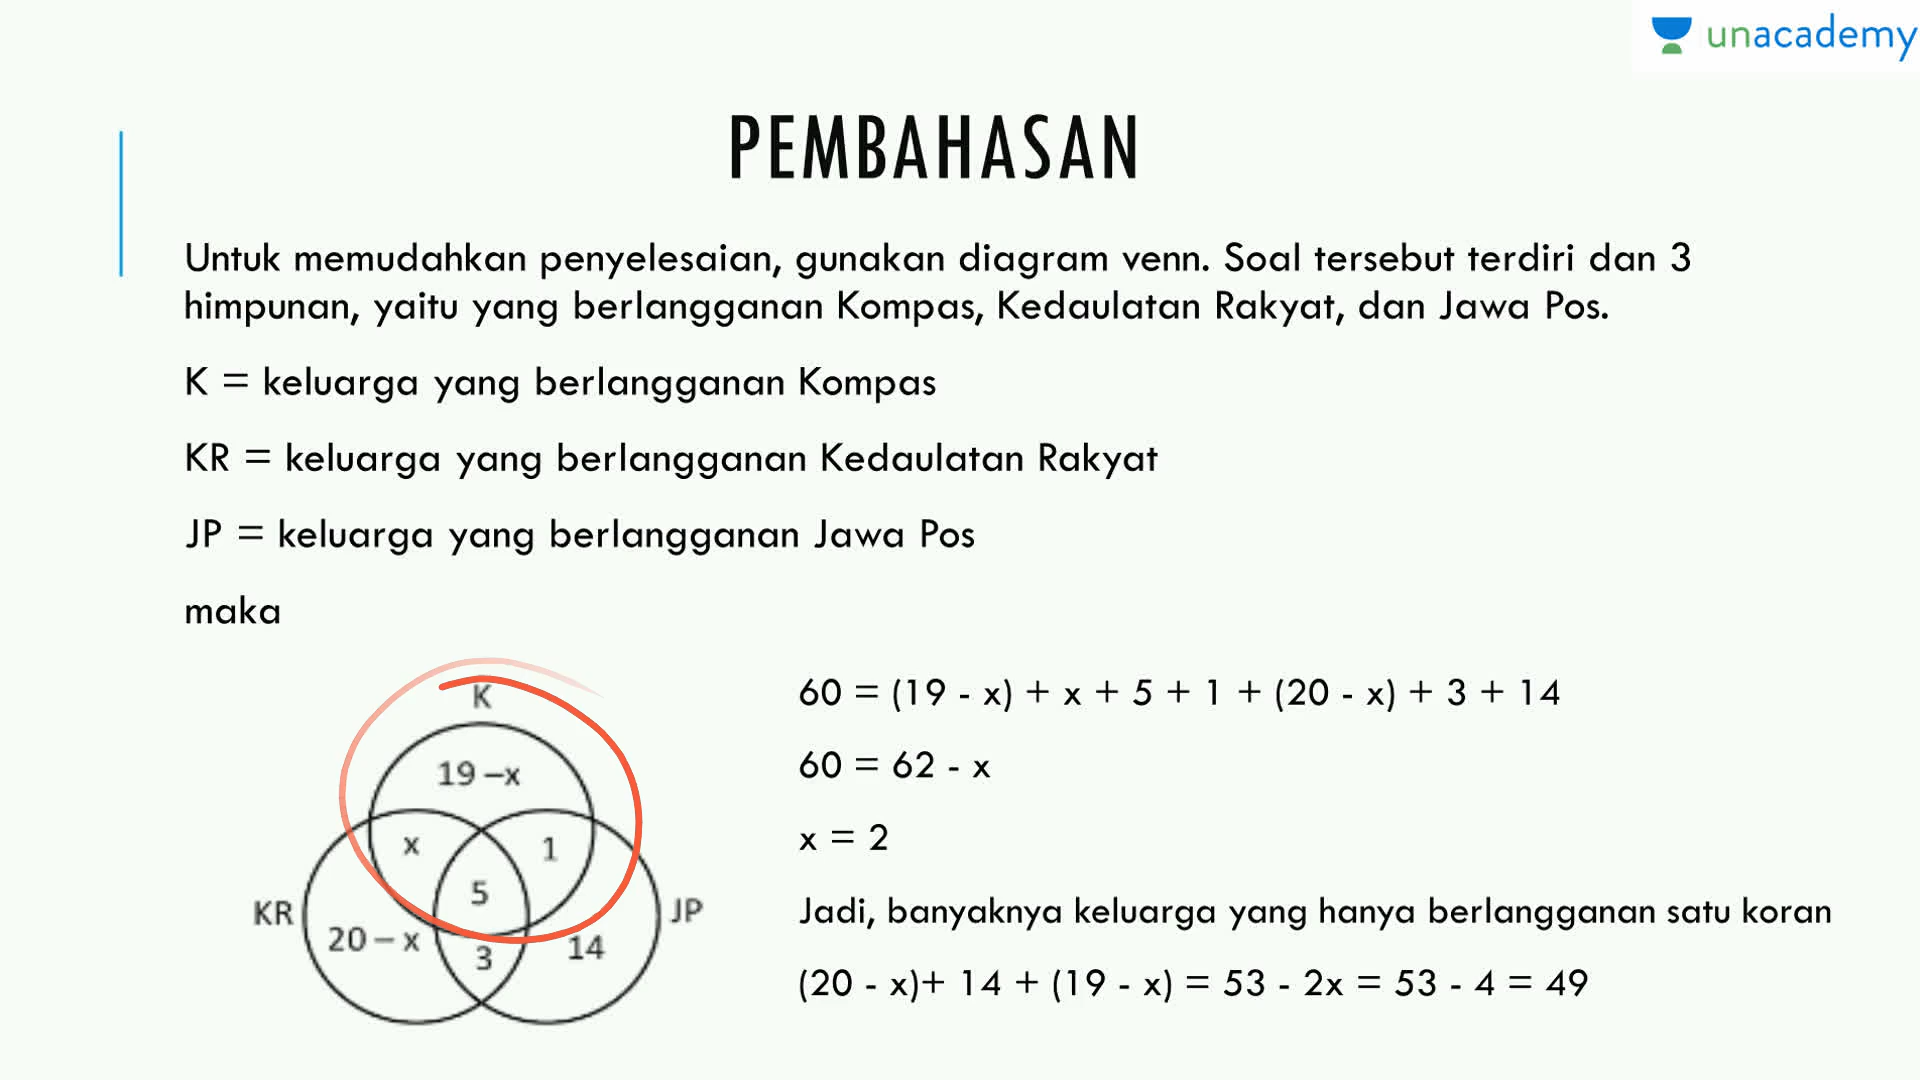 unacademy
PEMBAHASAN
Untuk memudahkan penyelesaian, gunakan diagram venn. Soal tersebut terdiri dan 3
himpunan, yaitu yang berlangganan Kompas, Kedaulatan Rakyat, dan Jawa Pos.
K = keluarga yang berlangganan Kompas
KR = keluarga yang berlangganan Kedaulatan Rakyat
JP = keluarga yang berlangganan Jawa Pos
maka
K
19 – x
x
1
5
KR
JP
20 – x
3
14
60 = (19 - x) + x + 5 + 1 + (20 - x) + 3 + 14
60 = 62 - x
x = 2
Jadi, banyaknya keluarga yang hanya berlangganan satu koran
(20 - x)+ 14 + (19 - x) = 53 - 2x = 53 - 4 = 49